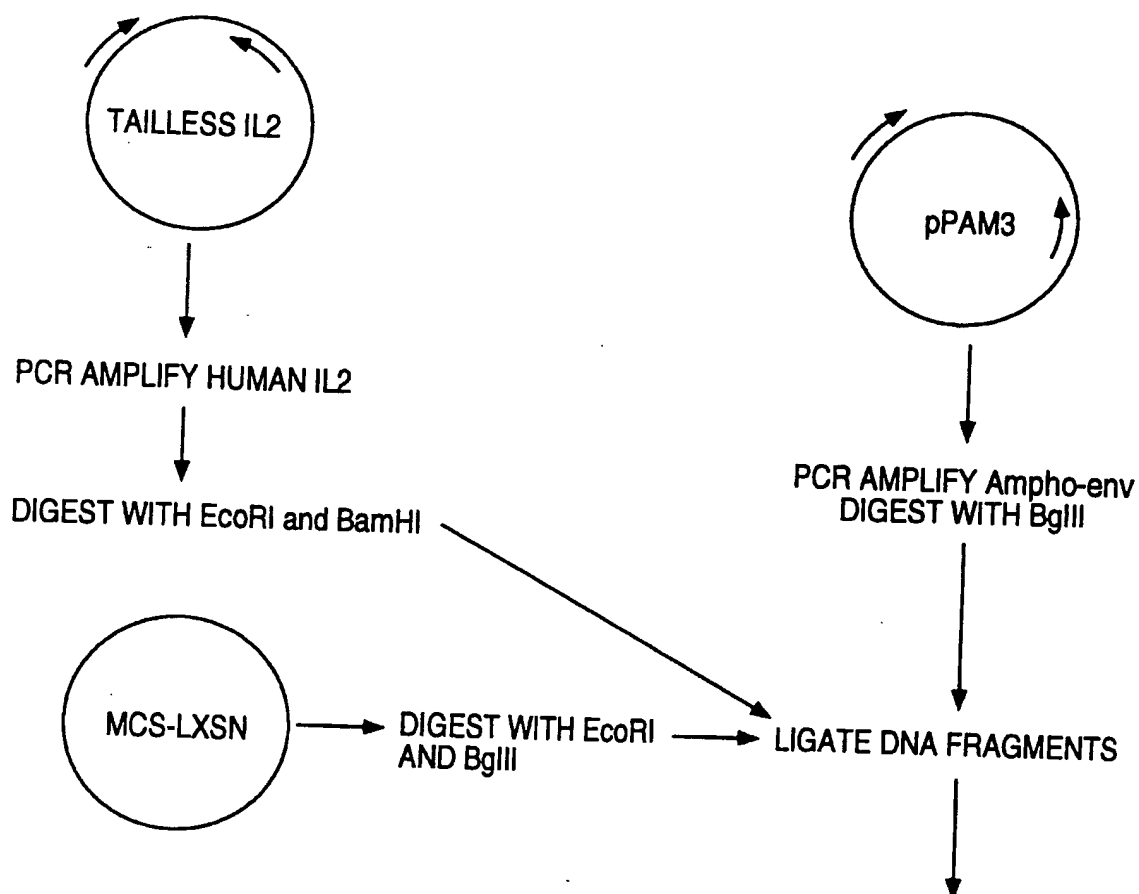 TAILLESS IL2
pPAM3
PCR AMPLIFY HUMAN IL2
PCR AMPLIFY Ampho-env
DIGEST WITH BglII
DIGEST WITH EcoRI and BamHI
MCS-LXSN
DIGEST WITH EcoRI
AND BglII
LIGATE DNA FRAGMENTS